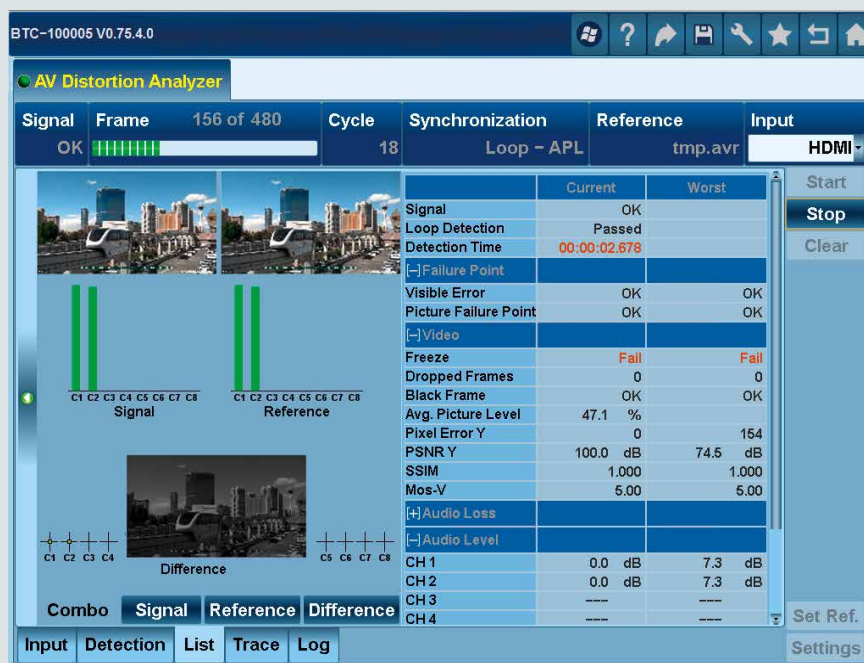 BTC-100005 V0.75.4.0
?
AV Distortion Analyzer
Signal Frame 156 of 480 Cycle Synchronization Reference Input
OK 18 Loop - APL tmp.avr HDMI
Start
Stop
Clear
Current Worst
Signal OK
Loop Detection Passed
Detection Time 00:00:02.678
[-]Failure Point
Visible Error OK OK
Picture Failure Point OK OK
[-]Video
Freeze Fail Fail
Dropped Frames 0 0
Black Frame OK OK
Avg. Picture Level 47.1 %
Pixel Error Y 0 154
PSNR Y 100.0 dB 74.5 dB
SSIM 1.000 1.000
Mos-V 5.00 5.00
[+]Audio Loss
[-]Audio Level
CH 1 0.0 dB 7.3 dB
CH 2 0.0 dB 7.3 dB
CH 3 --- ---
CH 4 --- ---
C1 C2 C3 C4 C5 C6 C7 C8
Signal
C1 C2 C3 C4 C5 C6 C7 C8
Reference
C1 C2 C3 C4
C5 C6 C7 C8
Difference
Combo Signal Reference Difference
Input Detection List Trace Log
Set Ref.
Settings